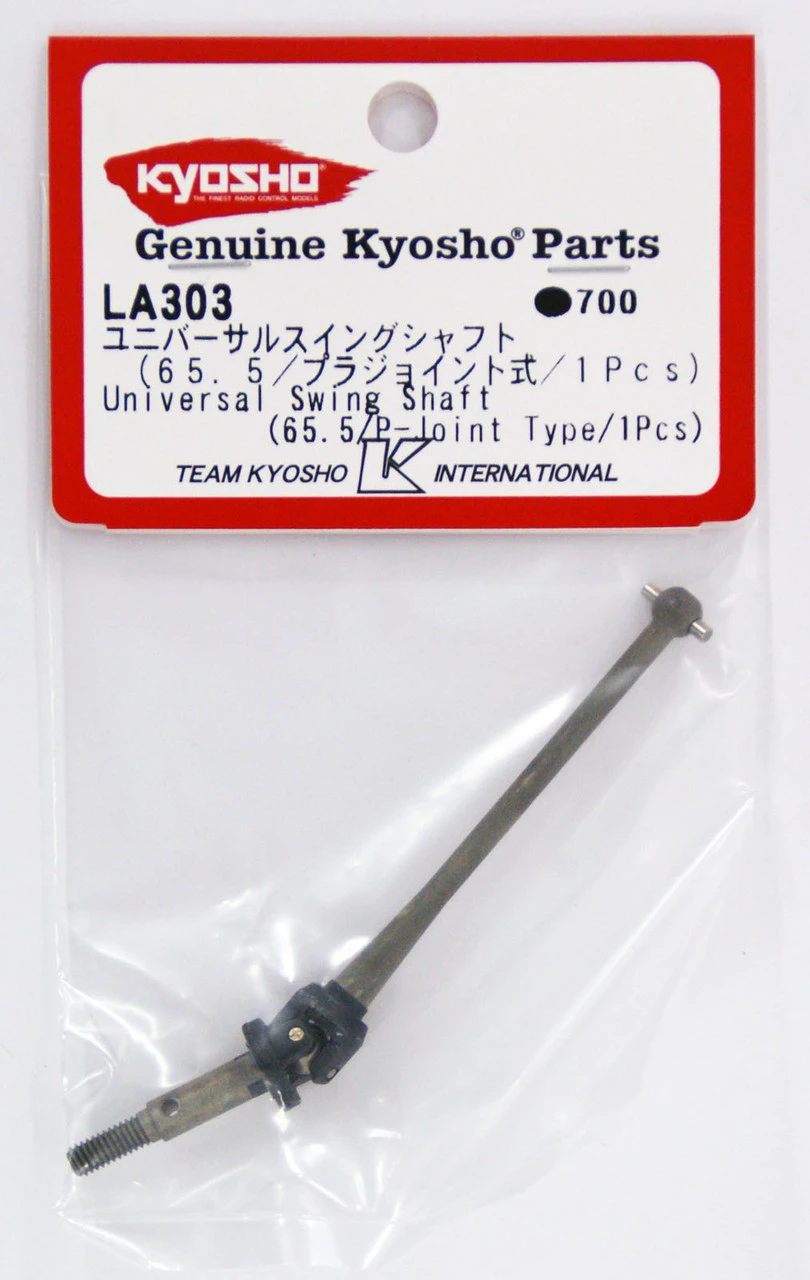 KYOSHO®
THE FINEST RADIO CONTROL MODELS
Genuine Kyosho® Parts
LA303 ●700
ユニバーサルスイングシャフト
(65.5/プラジョイント式/1Pcs)
Universal Swing Shaft
(65.5/P-Joint Type/1Pcs)
TEAM KYOSHO K INTERNATIONAL